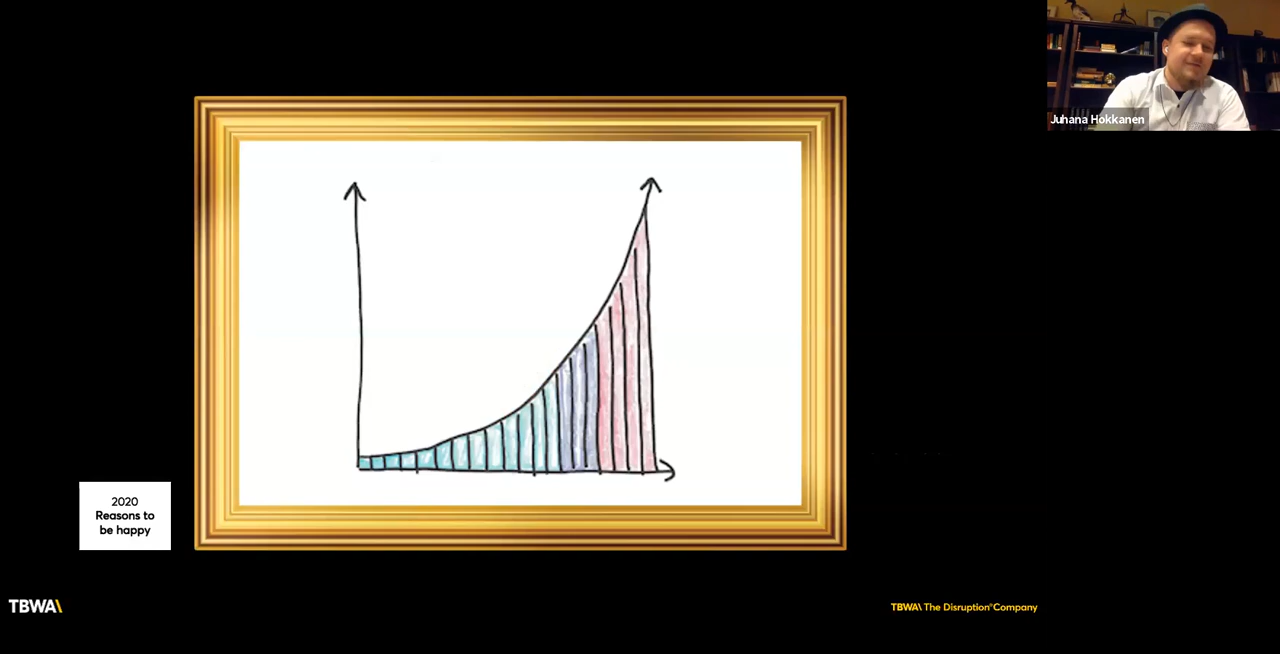 Juhana Hokkanen
2020
Reasons to
be happy
TBWA\
TBWA\ The Disruption®Company